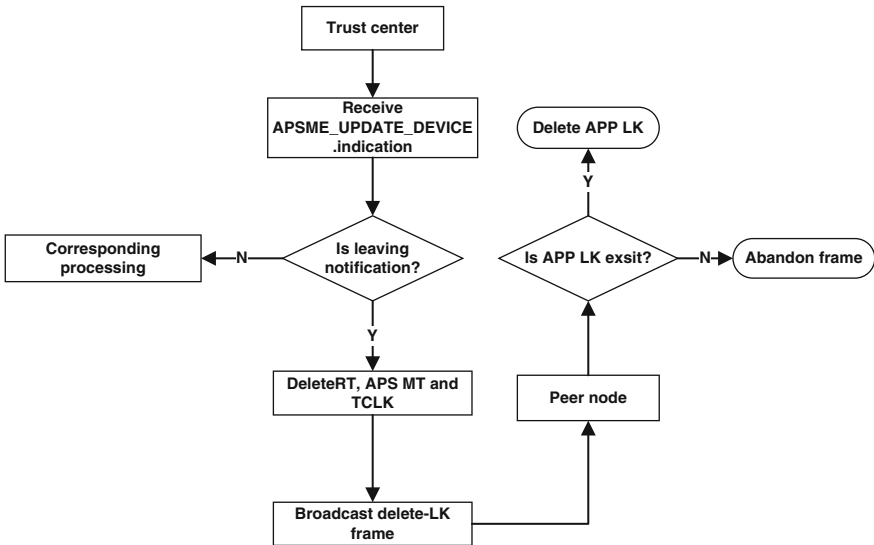 Trust center
Receive
APSME_UPDATE_DEVICE
.indication
Is leaving
notification?
N
Corresponding
processing
Y
DeleteRT, APS MT and
TCLK
Broadcast delete-LK
frame
Peer node
Is APP LK exsit?
Y
Delete APP LK
N
Abandon frame